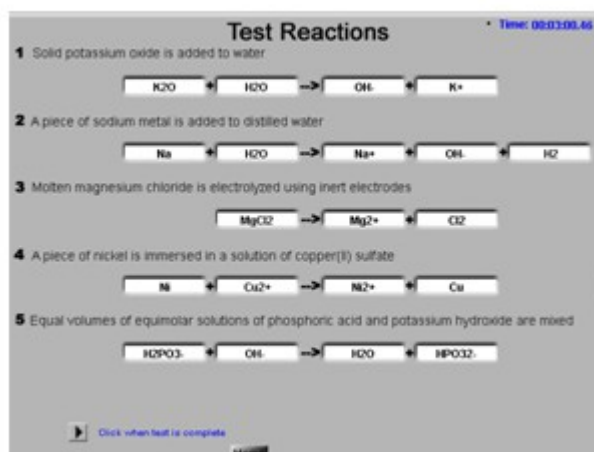 Test Reactions
Time: 00:03:00.46
1 Solid potassium oxide is added to water
K2O + H2O --> OH- + K+
2 A piece of sodium metal is added to distilled water
Na + H2O --> Na+ + OH- + H2
3 Molten magnesium chloride is electrolyzed using inert electrodes
MgCl2 --> Mg2+ + Cl2
4 A piece of nickel is immersed in a solution of copper(II) sulfate
Ni + Cu2+ --> Ni2+ + Cu
5 Equal volumes of equimolar solutions of phosphoric acid and potassium hydroxide are mixed
H2PO3- + OH- --> H2O + HPO32-
Click when test is complete